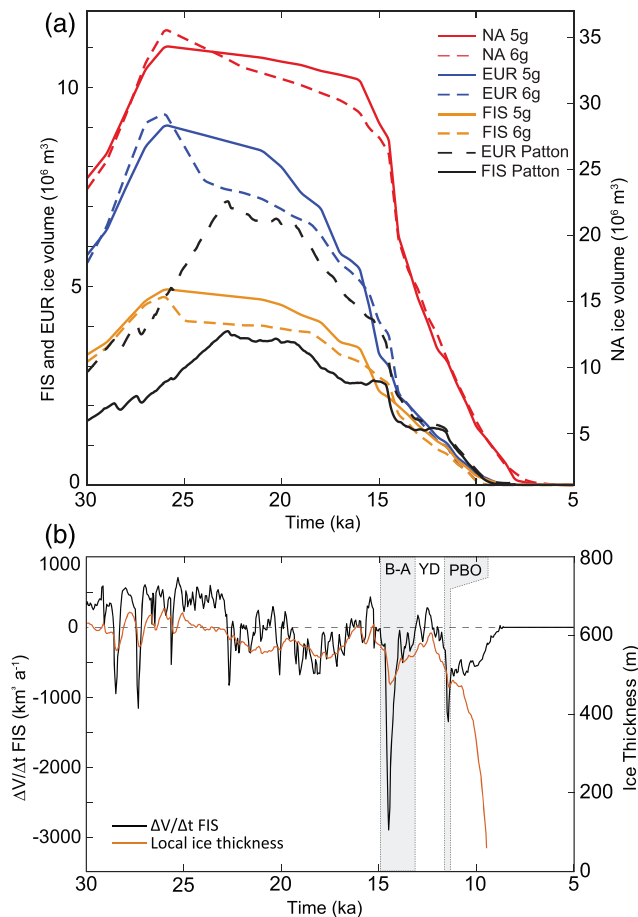 (a)
NA 5g
NA 6g
EUR 5g
EUR 6g
FIS 5g
FIS 6g
EUR Patton
FIS Patton
FIS and EUR ice volume (10⁶ m³)
10
5
0
NA ice volume (10⁶ m³)
35
30
25
20
15
10
5
30 25 20 15 10 5
Time (ka)
(b)
B-A YD PBO
ΔV/Δt FIS (km³ a⁻¹)
1000
0
-1000
-2000
-3000
Ice Thickness (m)
800
600
400
200
0
ΔV/Δt FIS
Local ice thickness
30 25 20 15 10 5
Time (ka)